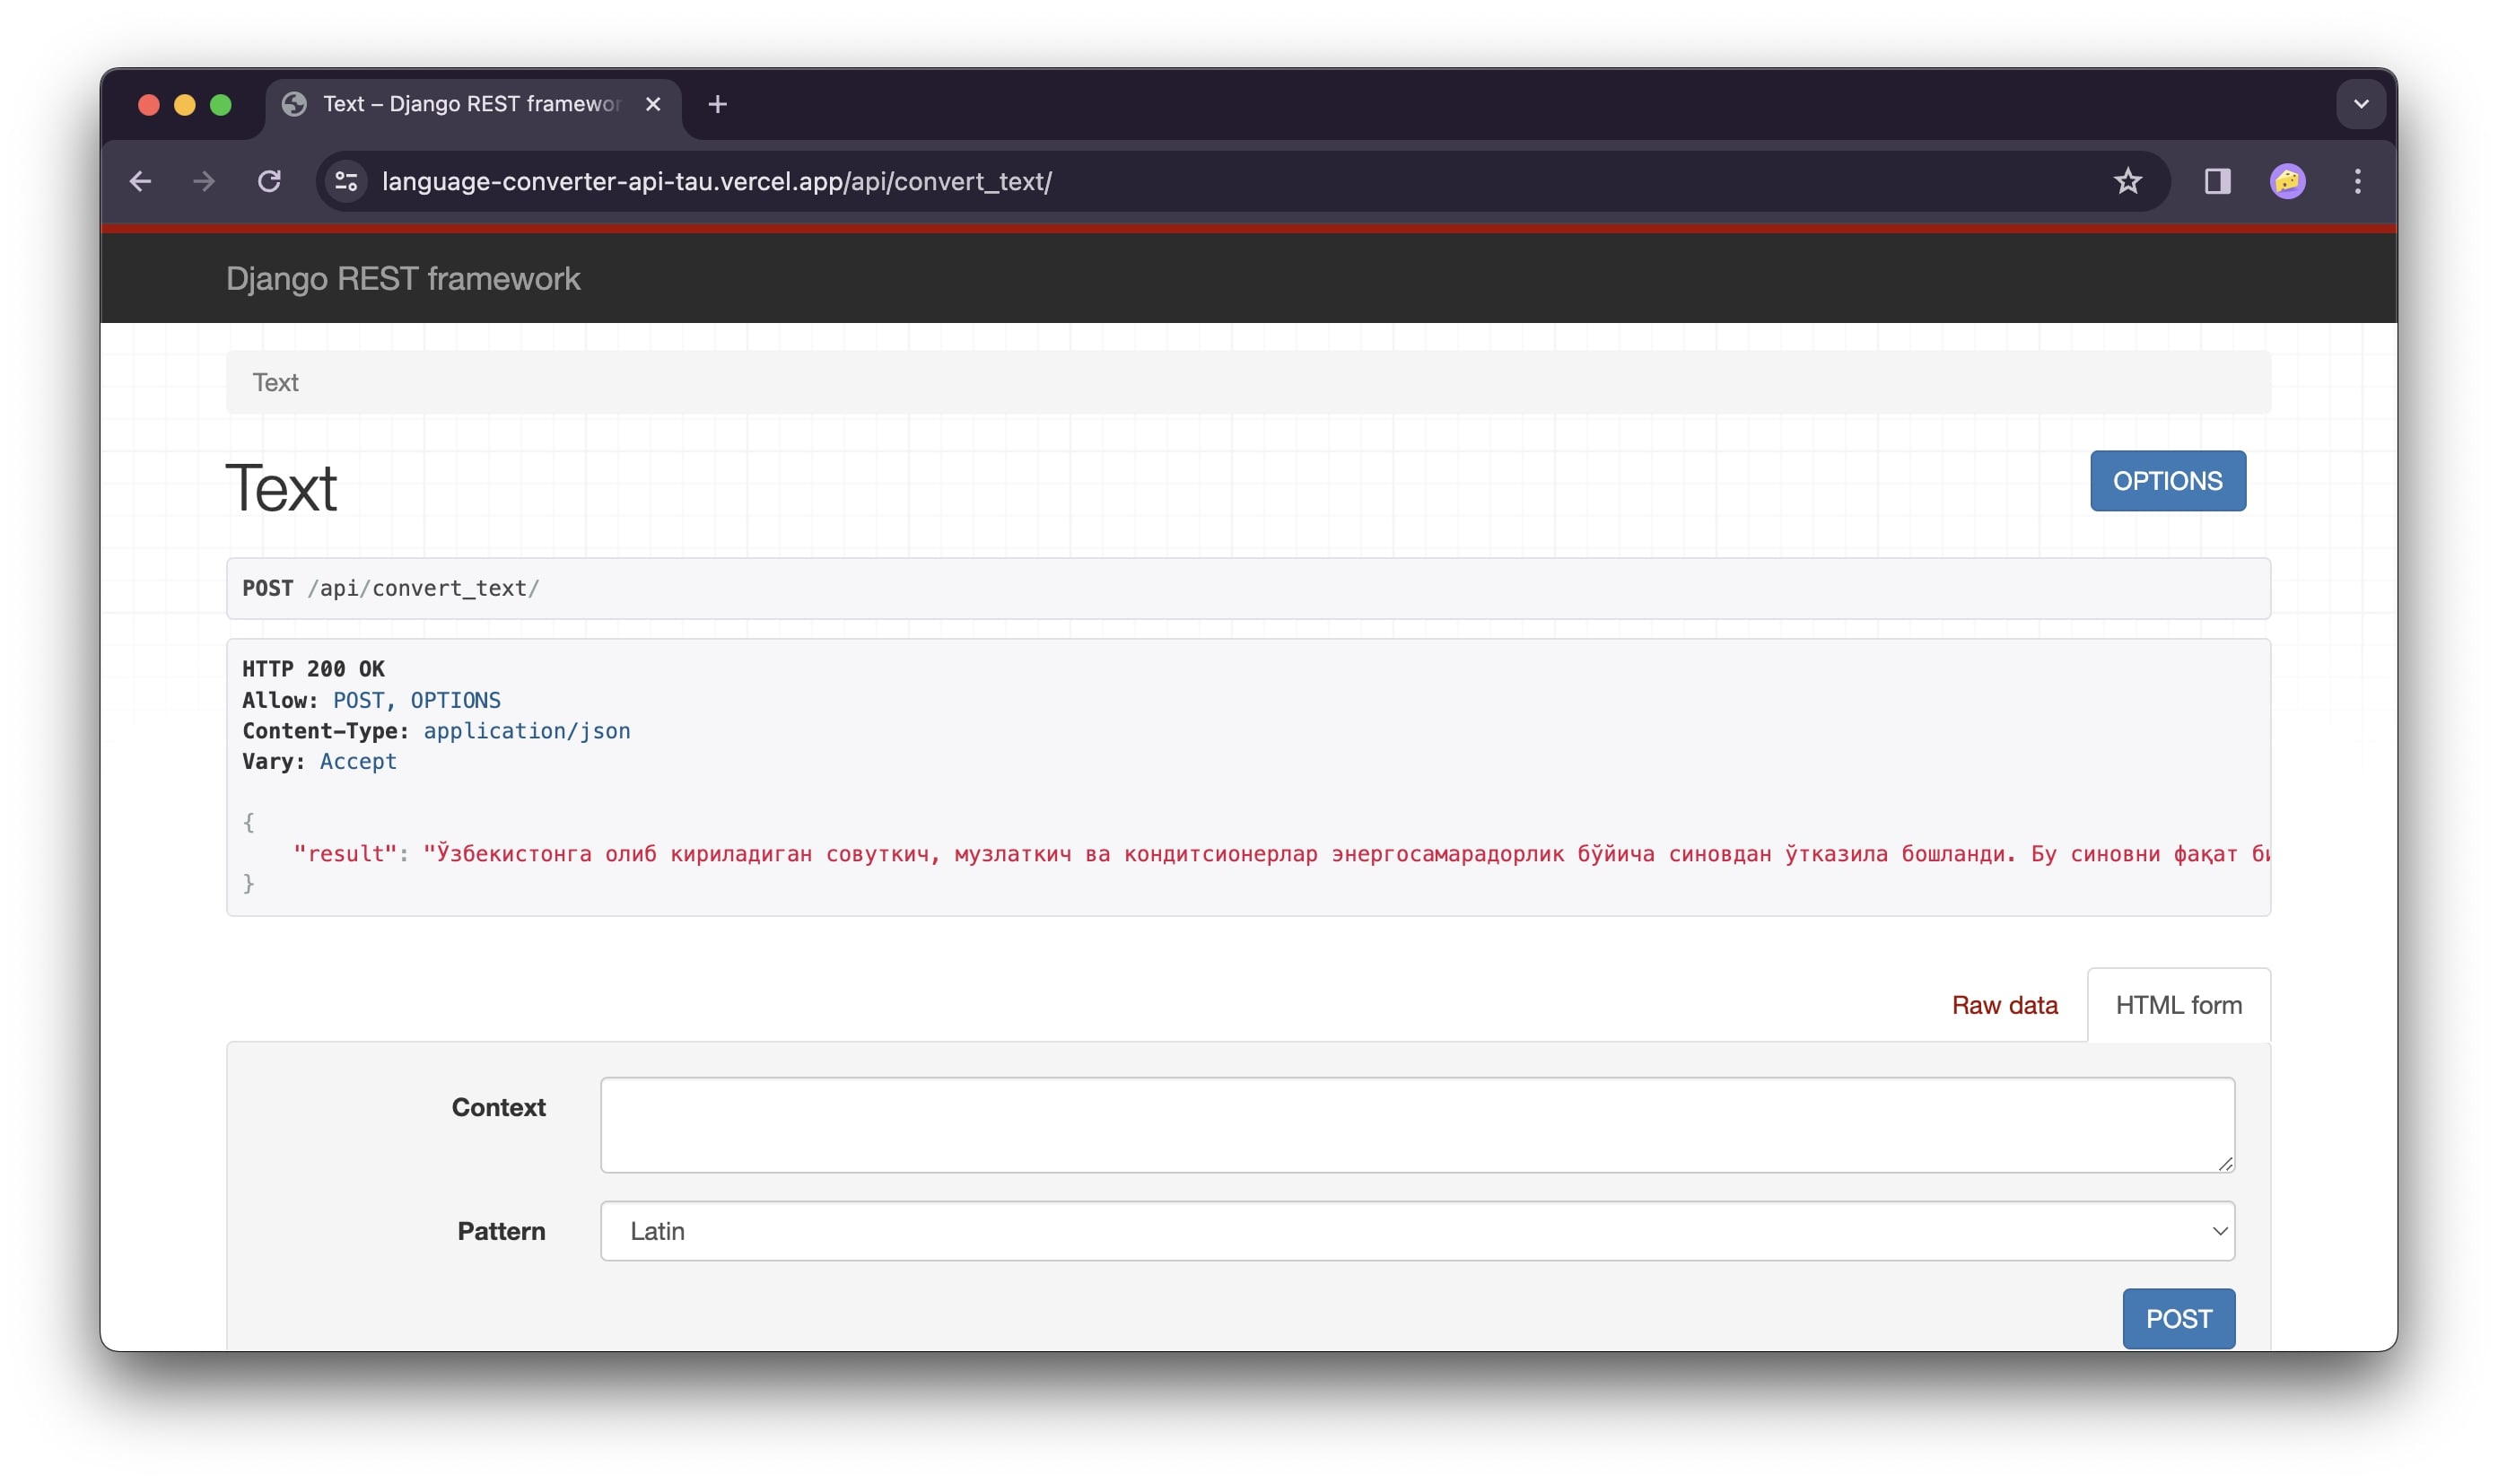 Text – Django REST framewor
language-converter-api-tau.vercel.app/api/convert_text/
Django REST framework
Text
Text
OPTIONS
POST /api/convert_text/
HTTP 200 OK
Allow: POST, OPTIONS
Content-Type: application/json
Vary: Accept
{
"result": "Ўзбекистонга олиб кириладиган совуткич, музлаткич ва кондитсионерлар энергосамарадорлик бўйича синовдан ўтказила бошланди. Бу синовни фақат
}
Raw data
HTML form
Context
Pattern
Latin
POST